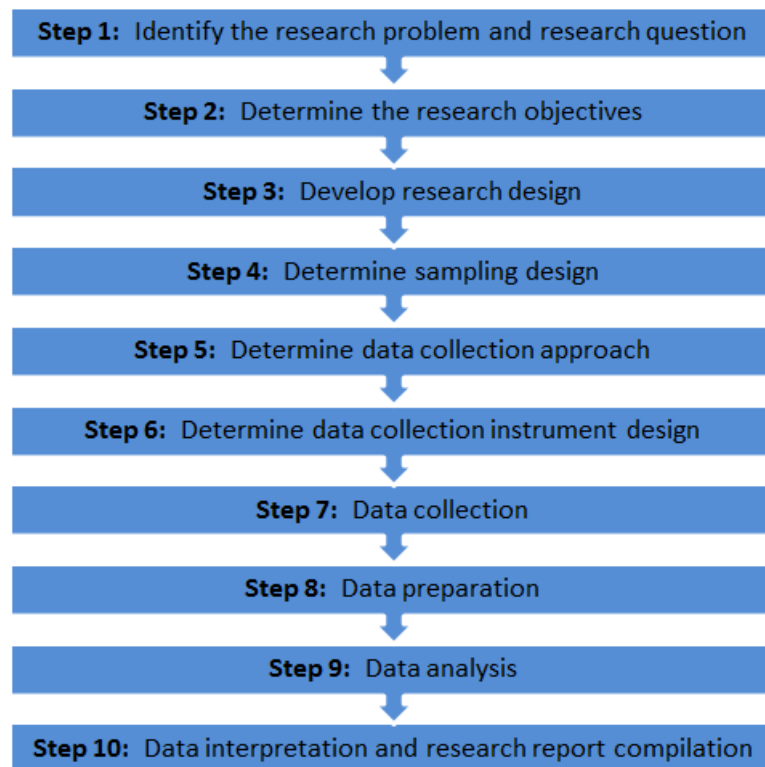 Step 1: Identify the research problem and research question
Step 2: Determine the research objectives
Step 3: Develop research design
Step 4: Determine sampling design
Step 5: Determine data collection approach
Step 6: Determine data collection instrument design
Step 7: Data collection
Step 8: Data preparation
Step 9: Data analysis
Step 10: Data interpretation and research report compilation